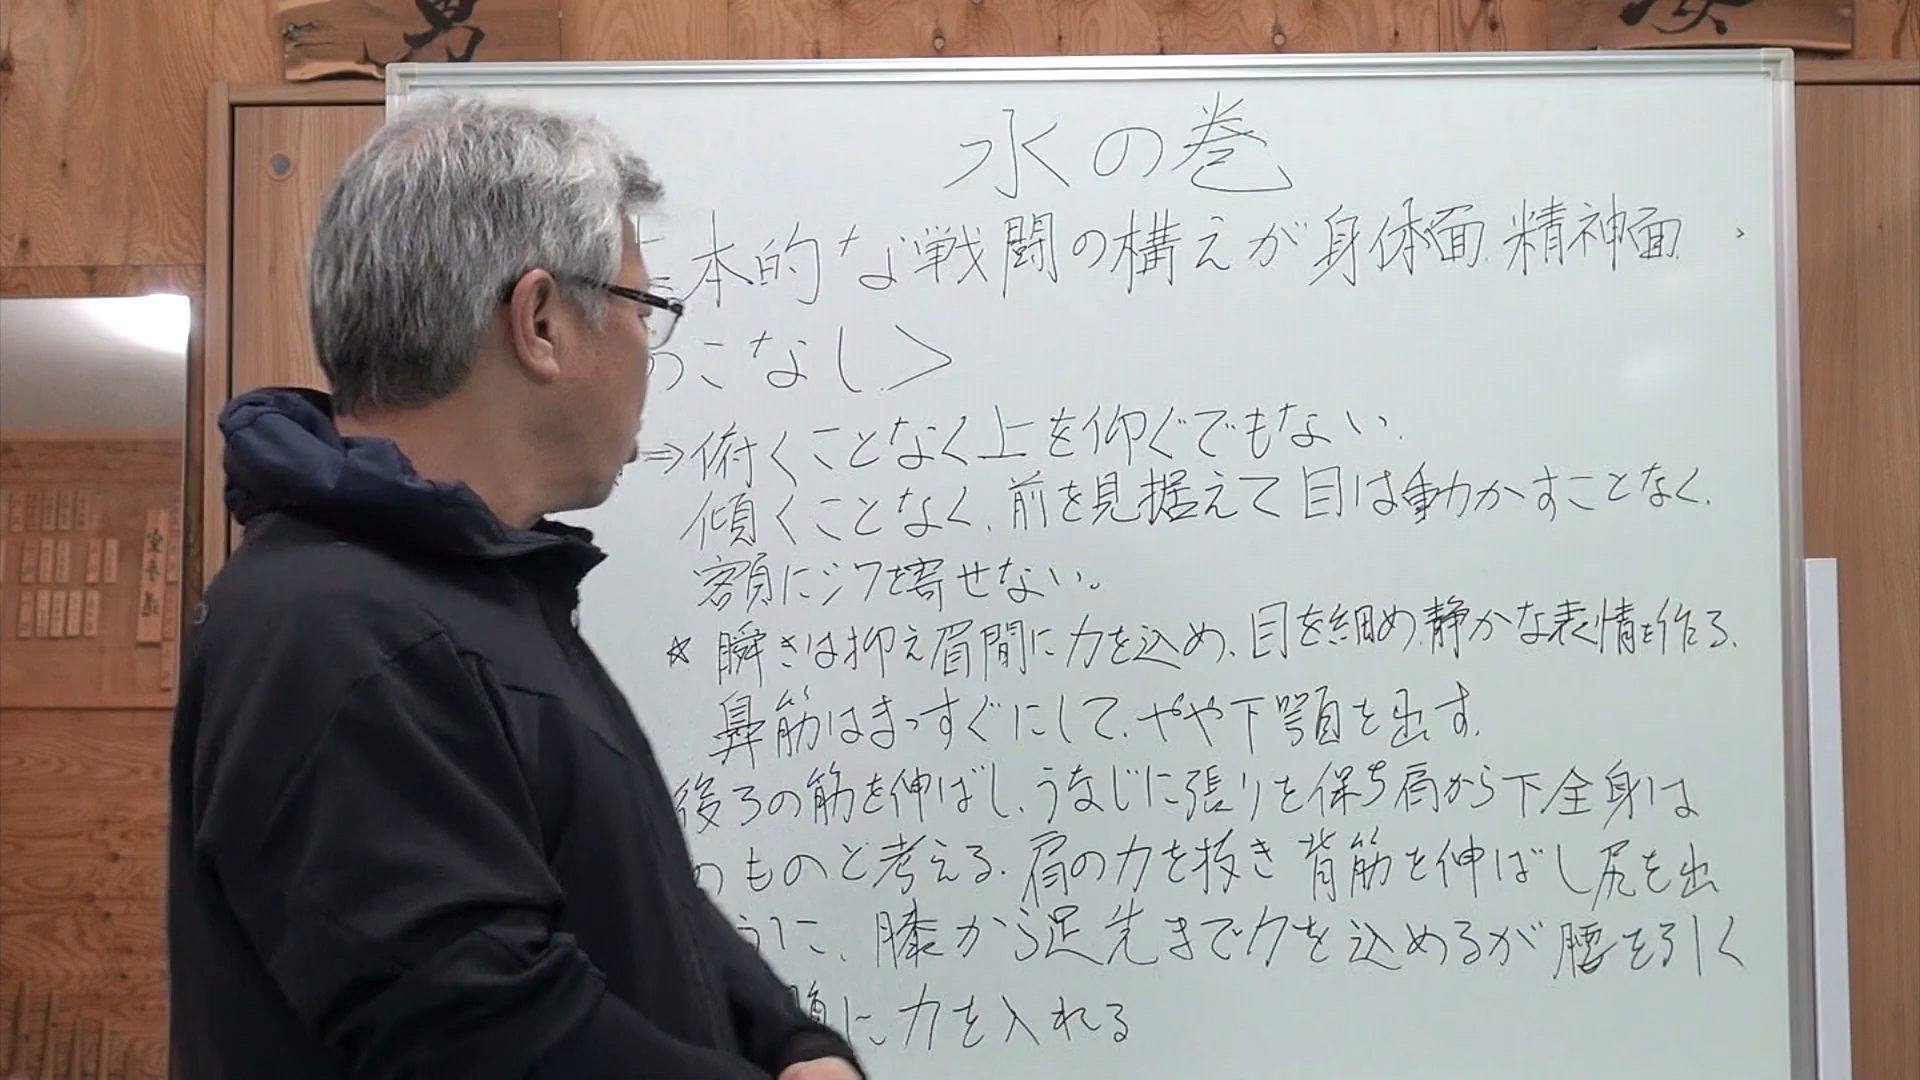 男
水の巻
本的な戦闘の構えが身体面、精神面、
のこなし>
⇒俯くことなく上を仰ぐでもない、
傾くことなく、前を見据えて目は動かすことなく、
額にシワを寄せない。
☆瞬きは抑え眉間に力を込め、目を細め静かな表情を作る、
鼻筋はまっすぐにして、やや下顎を出す、
後ろの筋を伸ばし、うなじに張りを保ち肩から下全身は
のものと考える、肩の力を抜き背筋を伸ばし尻を出
うに、膝から足先まで力を込めるが腰を引く
に力を入れる